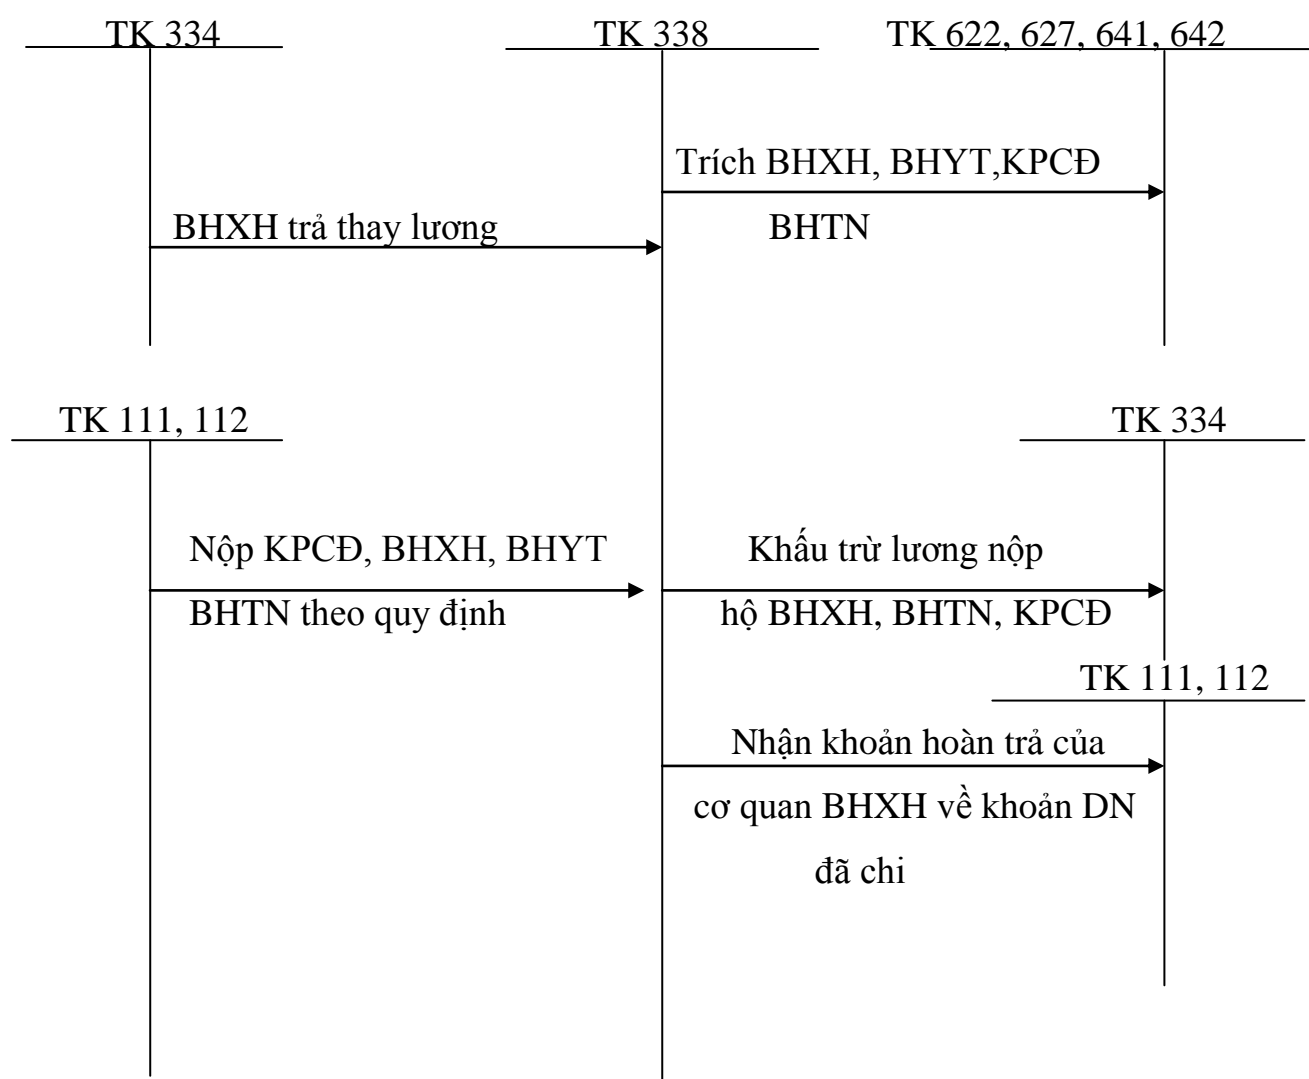 TK 334
TK 338
TK 622, 627, 641, 642
Trích BHXH, BHYT,KPCĐ
BHTN
BHXH trả thay lương
TK 111, 112
TK 334
Nộp KPCĐ, BHXH, BHYT
BHTN theo quy định
Khấu trừ lương nộp
hộ BHXH, BHTN, KPCĐ
TK 111, 112
Nhận khoản hoàn trả của
cơ quan BHXH về khoản DN
đã chi